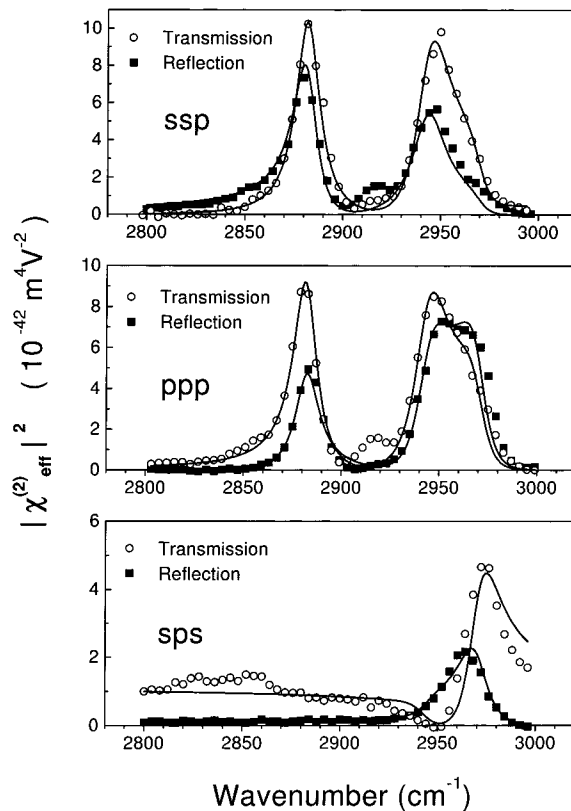 | χ(2)eff | 2 ( 10-42 m4V-2 )
10
8
6
4
2
0
Transmission
Reflection
ssp
2800 2850 2900 2950 3000
10
8
6
4
2
0
Transmission
Reflection
ppp
2800 2850 2900 2950 3000
6
4
2
0
Transmission
Reflection
sps
2800 2850 2900 2950 3000
Wavenumber (cm-1)